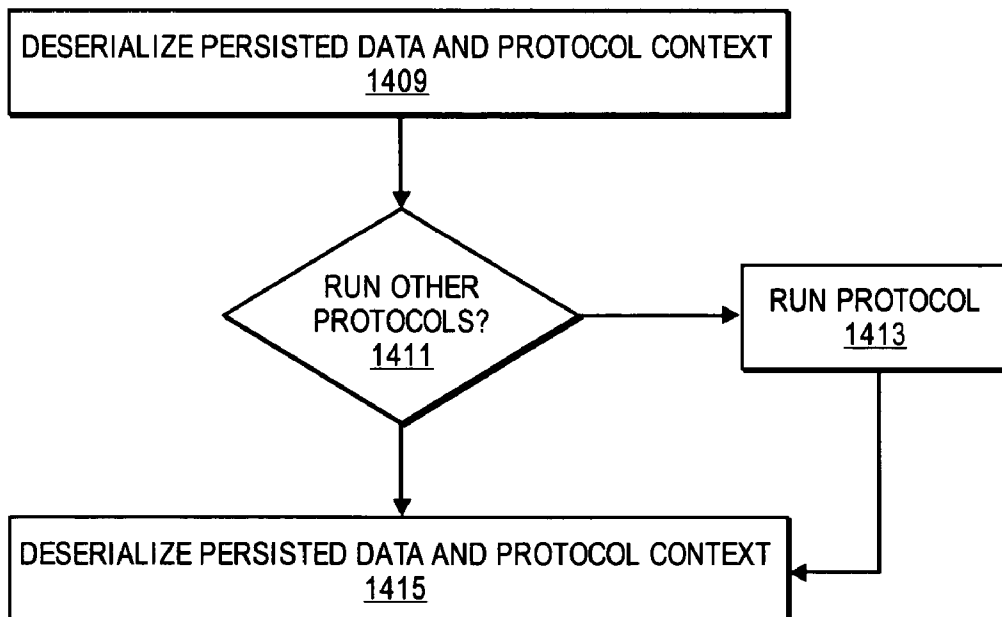 DESERIALIZE PERSISTED DATA AND PROTOCOL CONTEXT
1409
RUN OTHER
PROTOCOLS?
1411
RUN PROTOCOL
1413
DESERIALIZE PERSISTED DATA AND PROTOCOL CONTEXT
1415